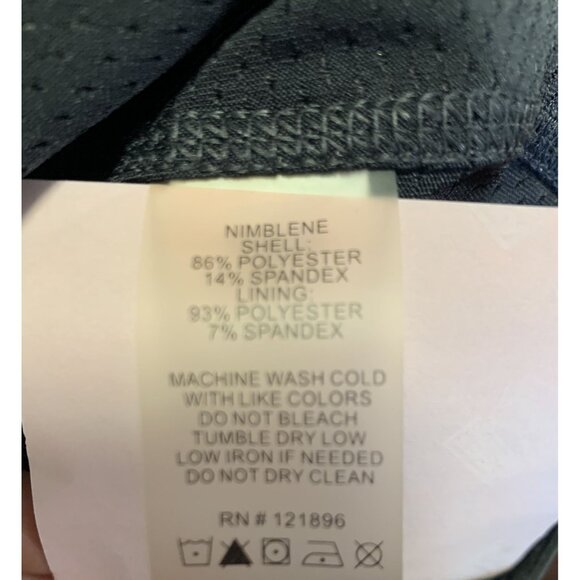 NIMBLENE
SHELL:
86% POLYESTER
14% SPANDEX
LINING:
93% POLYESTER
7% SPANDEX
MACHINE WASH COLD
WITH LIKE COLORS
DO NOT BLEACH
TUMBLE DRY LOW
LOW IRON IF NEEDED
DO NOT DRY CLEAN
RN # 121896